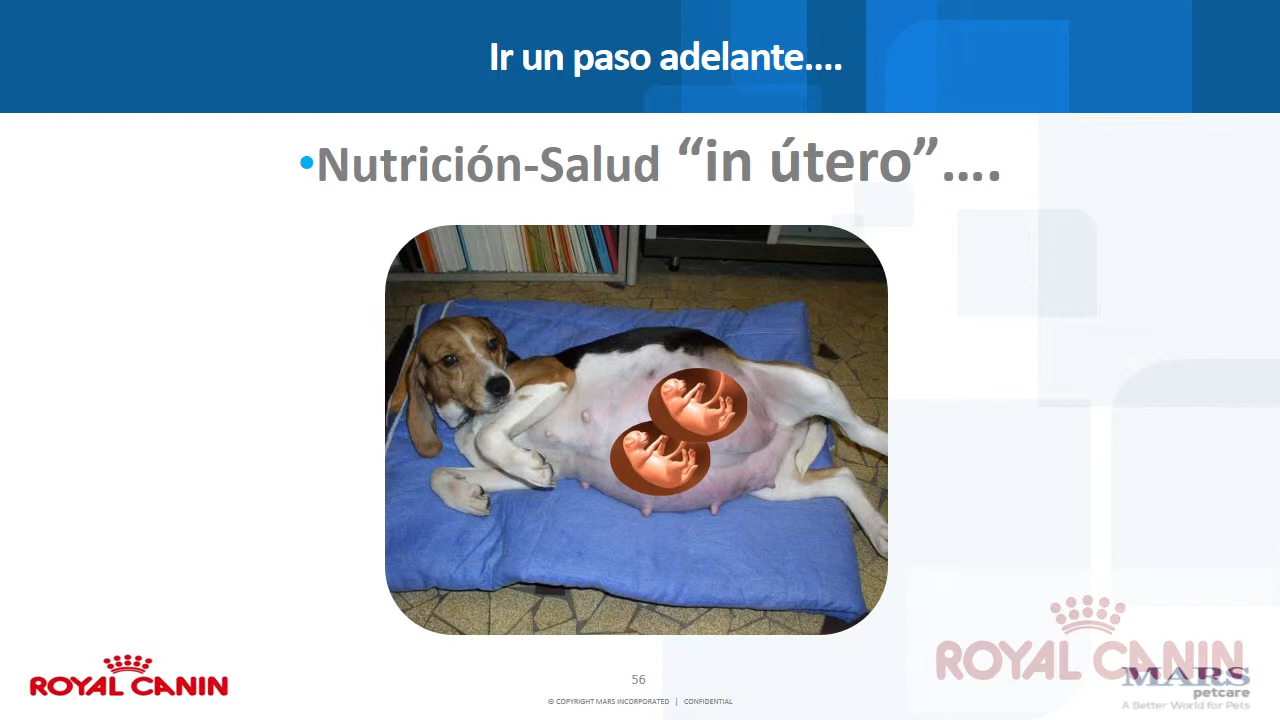 Ir un paso adelante....
•Nutrición-Salud “in útero”....
ROYAL CANIN
ROYAL CANIN
MARS
petcare
A Better World for Pets
56
© COPYRIGHT MARS INCORPORATED | CONFIDENTIAL